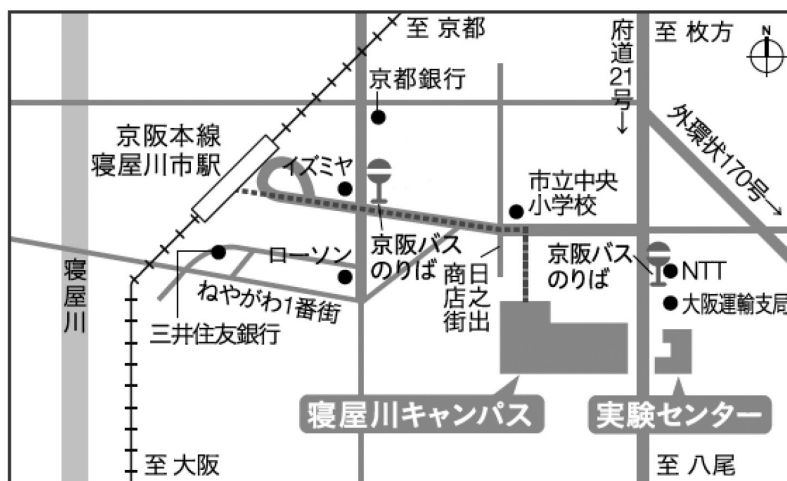 至 京都
府道21号→
至 枚方
N
京都銀行
京阪本線
寝屋川市駅
外環状170号→
イズミヤ
市立中央
小学校
京阪バス
のりば
ローソン
日之出
商店街
京阪バス
のりば
NTT
大阪運輸支局
寝屋川
ねやがわ1番街
三井住友銀行
寝屋川キャンパス
実験センター
至 大阪
至 八尾